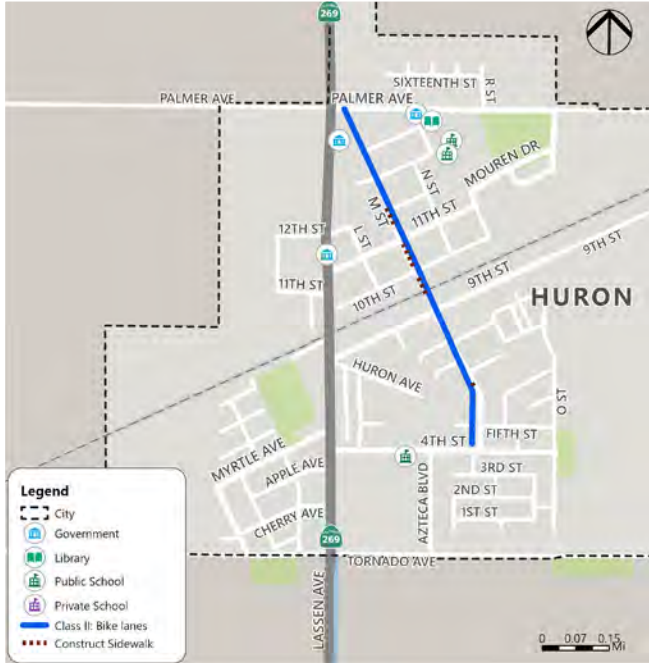 269
SIXTEENTH ST
R ST
PALMER AVE
PALMER AVE
MOUREN DR
N ST
M ST
11TH ST
L ST
12TH ST
9TH ST
9TH ST
11TH ST
10TH ST
HURON
HURON AVE
O ST
4TH ST
FIFTH ST
MYRTLE AVE
APPLE AVE
AZTECA BLVD
3RD ST
2ND ST
1ST ST
CHERRY AVE
269
TORNADO AVE
LASSEN AVE
Legend
City
Government
Library
Public School
Private School
Class II: Bike lanes
Construct Sidewalk
0 0.07 0.15
Mi